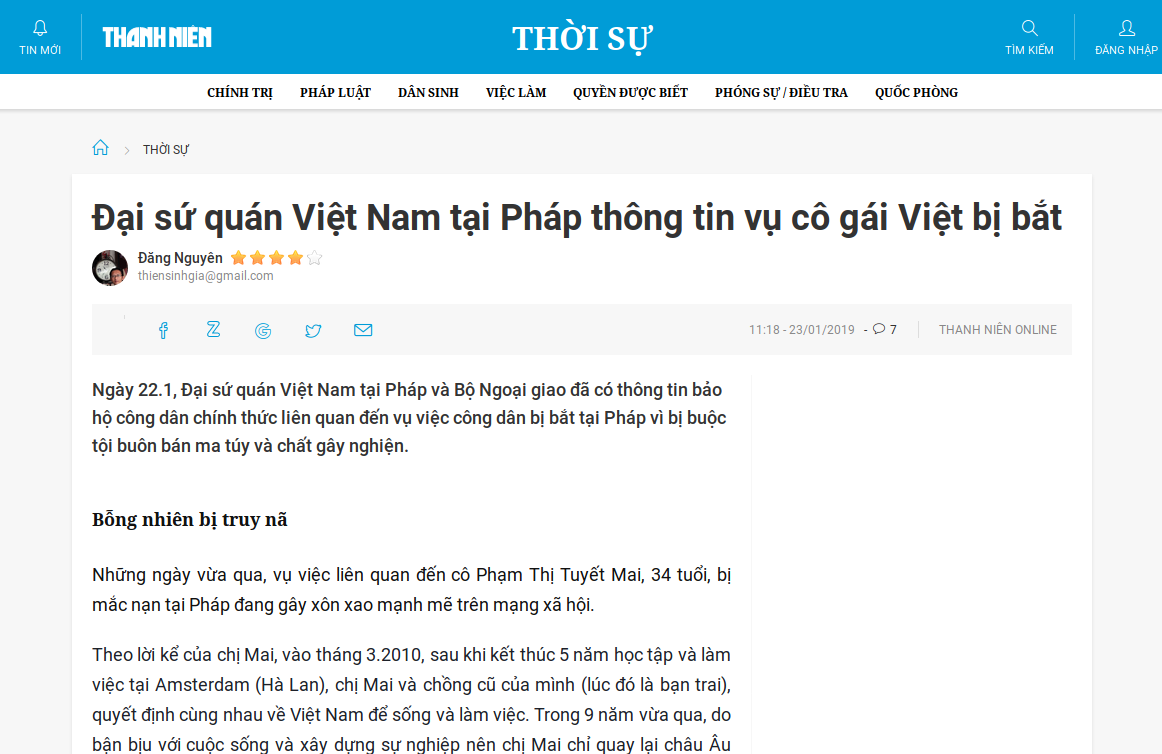 TIN MỚI
THANH NIÊN
THỜI SỰ
TÌM KIẾM
ĐĂNG NHẬP
CHÍNH TRỊ PHÁP LUẬT DÂN SINH VIỆC LÀM QUYỀN ĐƯỢC BIẾT PHÓNG SỰ / ĐIỀU TRA QUỐC PHÒNG
THỜI SỰ
Đại sứ quán Việt Nam tại Pháp thông tin vụ cô gái Việt bị bắt
Đăng Nguyên
thiensinhgia@gmail.com
11:18 - 23/01/2019 - 7 THANH NIÊN ONLINE
Ngày 22.1, Đại sứ quán Việt Nam tại Pháp và Bộ Ngoại giao đã có thông tin bảo
hộ công dân chính thức liên quan đến vụ việc công dân bị bắt tại Pháp vì bị buộc
tội buôn bán ma túy và chất gây nghiện.
Bỗng nhiên bị truy nã
Những ngày vừa qua, vụ việc liên quan đến cô Phạm Thị Tuyết Mai, 34 tuổi, bị
mắc nạn tại Pháp đang gây xôn xao mạnh mẽ trên mạng xã hội.
Theo lời kể của chị Mai, vào tháng 3.2010, sau khi kết thúc 5 năm học tập và làm
việc tại Amsterdam (Hà Lan), chị Mai và chồng cũ của mình (lúc đó là bạn trai),
quyết định cùng nhau về Việt Nam để sống và làm việc. Trong 9 năm vừa qua, do
bận bịu với cuộc sống và xây dựng sự nghiệp nên chị Mai chỉ quay lại châu Âu